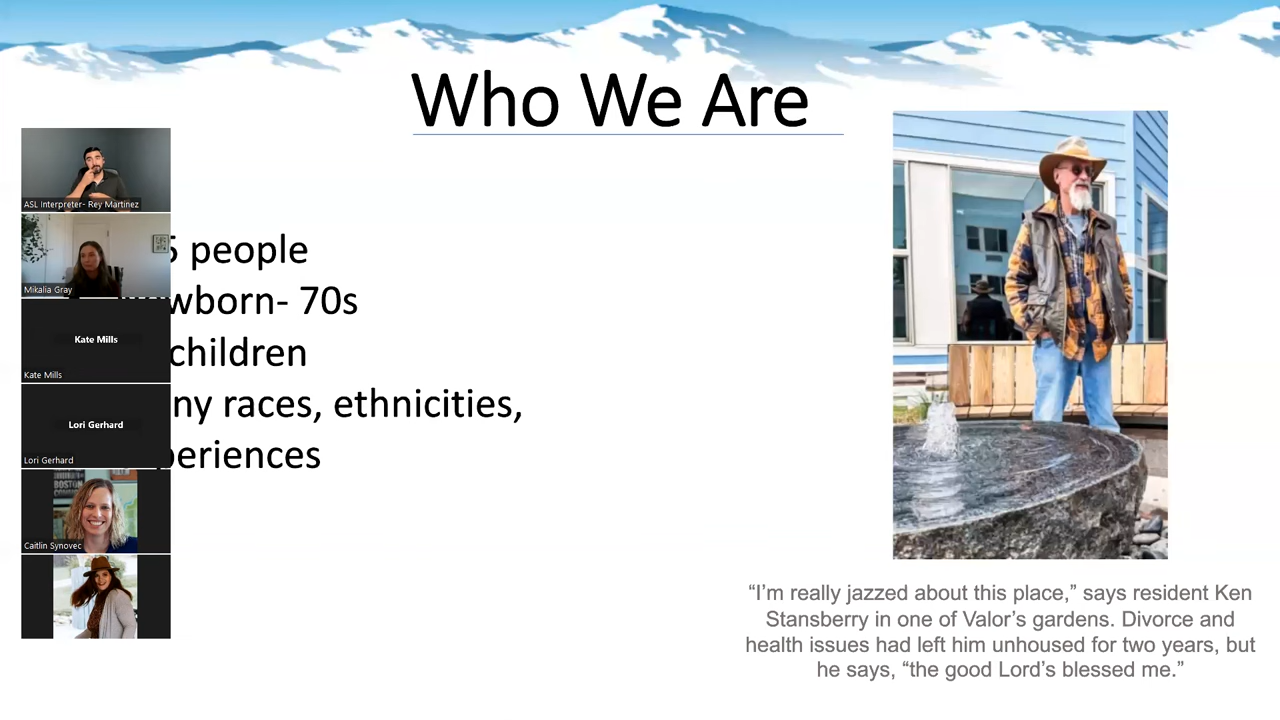 Who We Are
ASL Interpreter- Rey Martinez
Mikalia Gray
Kate Mills
Kate Mills
Lori Gerhard
Lori Gerhard
BOSTON
Caitlin Synovec
5 people
wborn- 70s
children
ny races, ethnicities,
periences
“I’m really jazzed about this place,” says resident Ken
Stansberry in one of Valor’s gardens. Divorce and
health issues had left him unhoused for two years, but
he says, “the good Lord’s blessed me.”